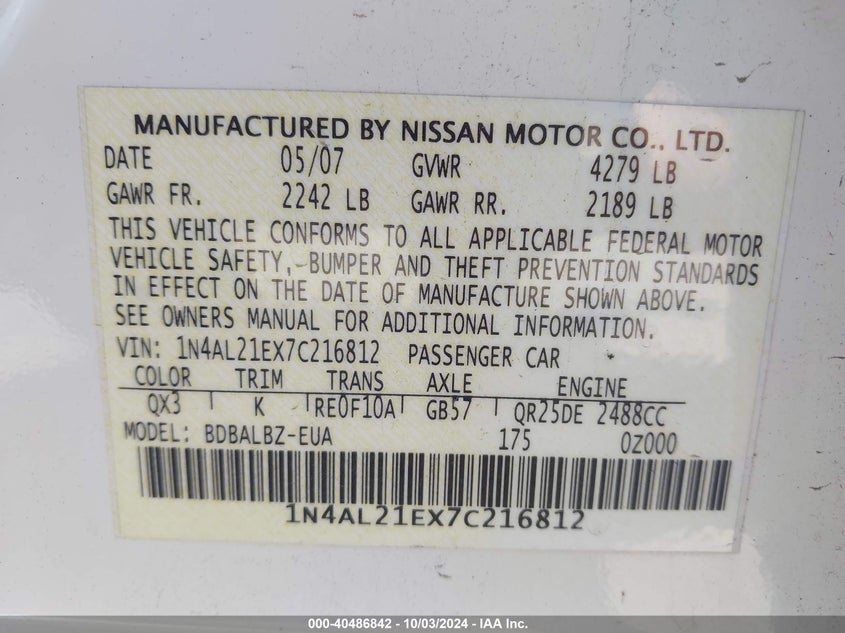 MANUFACTURED BY NISSAN MOTOR CO., LTD.
DATE 05/07 GVWR 4279 LB
GAWR FR. 2242 LB GAWR RR. 2189 LB
THIS VEHICLE CONFORMS TO ALL APPLICABLE FEDERAL MOTOR
VEHICLE SAFETY, BUMPER AND THEFT PREVENTION STANDARDS
IN EFFECT ON THE DATE OF MANUFACTURE SHOWN ABOVE.
SEE OWNERS MANUAL FOR ADDITIONAL INFORMATION.
VIN: 1N4AL21EX7C216812 PASSENGER CAR
COLOR TRIM TRANS AXLE ENGINE
QX3 K RE0F10A GB57 QR25DE 2488CC
MODEL: BDBALBZ-EUA 175 0Z000
1N4AL21EX7C216812
000-40486842 - 10/03/2024 - IAA Inc.